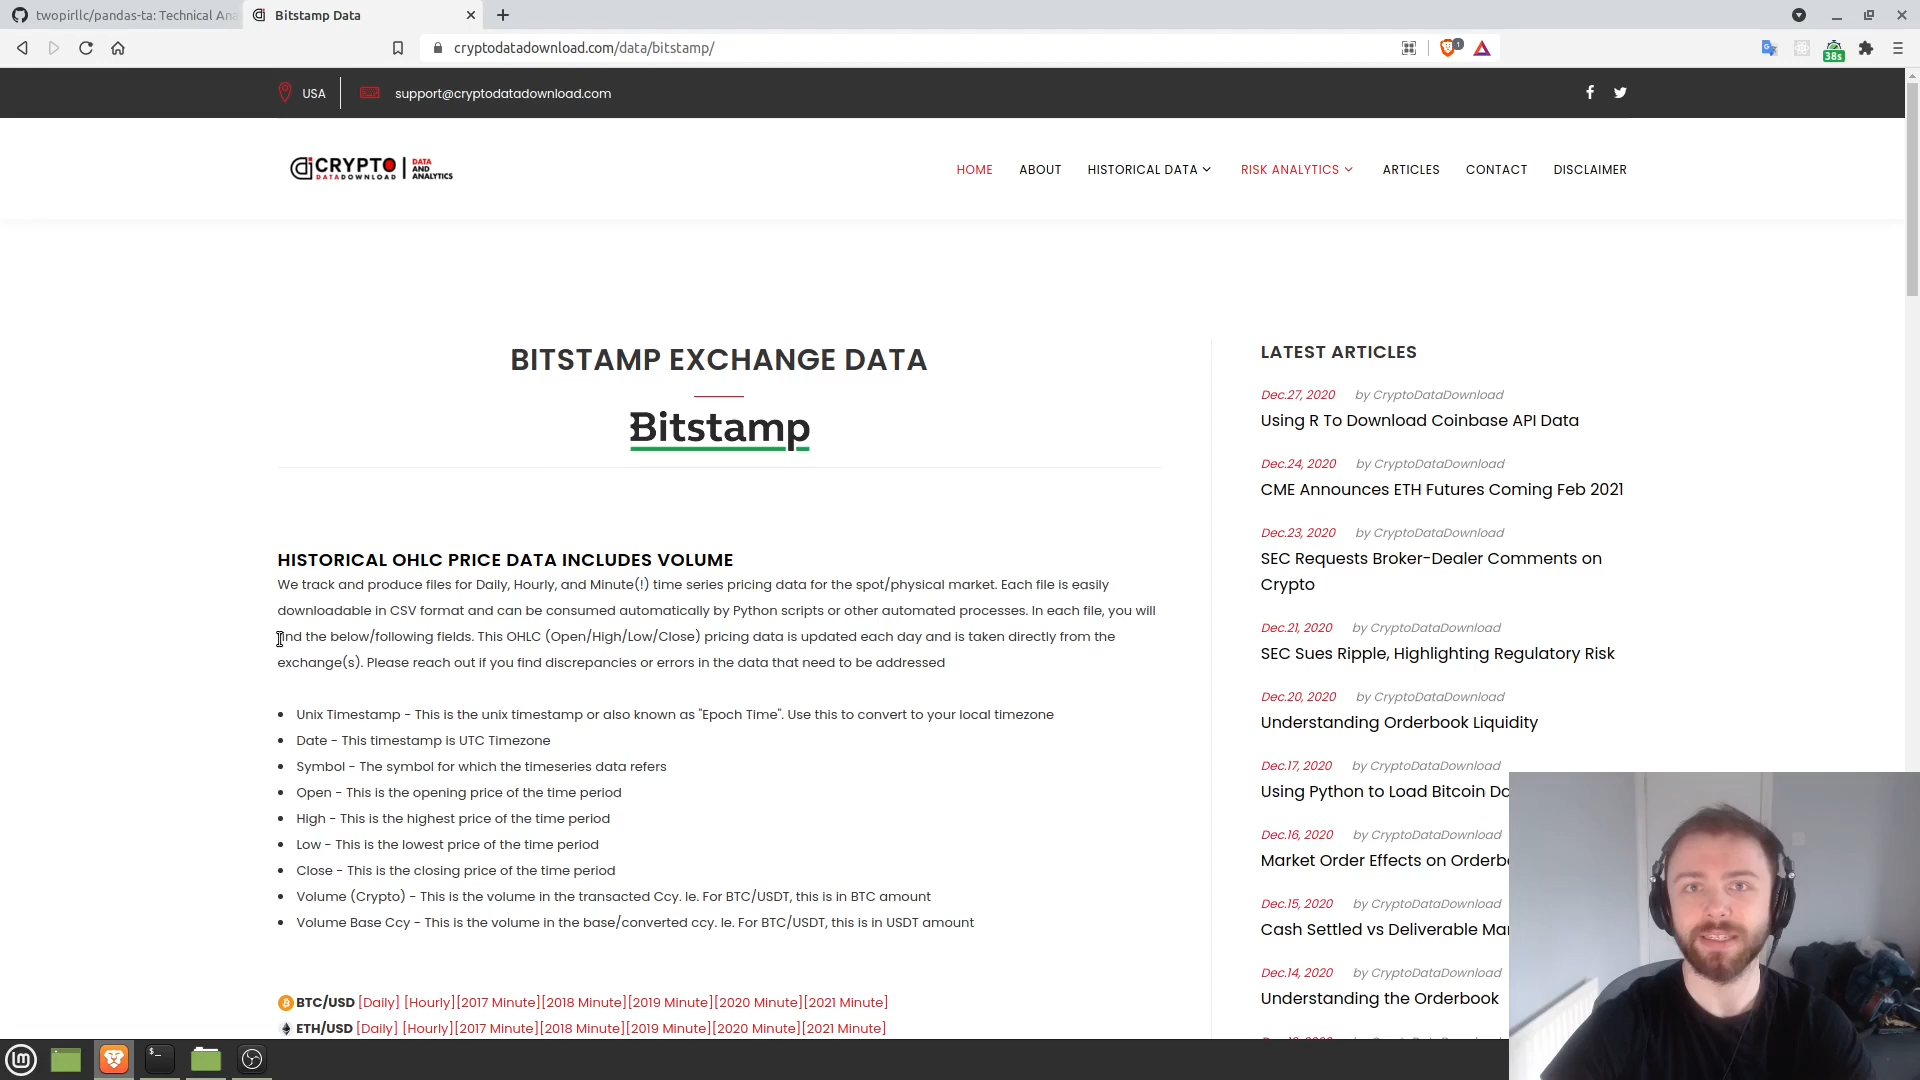 twopirllc/pandas-ta: Technical Ana
Bitstamp Data
cryptodatadownload.com/data/bitstamp/
1
38s
USA
support@cryptodatadownload.com
CRYPTO
DATADOWNLOAD
DATA
AND
ANALYTICS
HOME
ABOUT
HISTORICAL DATA
RISK ANALYTICS
ARTICLES
CONTACT
DISCLAIMER
BITSTAMP EXCHANGE DATA
Bitstamp
HISTORICAL OHLC PRICE DATA INCLUDES VOLUME
We track and produce files for Daily, Hourly, and Minute(!) time series pricing data for the spot/physical market. Each file is easily
downloadable in CSV format and can be consumed automatically by Python scripts or other automated processes. In each file, you will
find the below/following fields. This OHLC (Open/High/Low/Close) pricing data is updated each day and is taken directly from the
exchange(s). Please reach out if you find discrepancies or errors in the data that need to be addressed
Unix Timestamp - This is the unix timestamp or also known as "Epoch Time". Use this to convert to your local timezone
Date - This timestamp is UTC Timezone
Symbol - The symbol for which the timeseries data refers
Open - This is the opening price of the time period
High - This is the highest price of the time period
Low - This is the lowest price of the time period
Close - This is the closing price of the time period
Volume (Crypto) - This is the volume in the transacted Ccy. Ie. For BTC/USDT, this is in BTC amount
Volume Base Ccy - This is the volume in the base/converted ccy. Ie. For BTC/USDT, this is in USDT amount
BTC/USD [Daily] [Hourly][2017 Minute][2018 Minute][2019 Minute][2020 Minute][2021 Minute]
ETH/USD [Daily] [Hourly][2017 Minute][2018 Minute][2019 Minute][2020 Minute][2021 Minute]
LATEST ARTICLES
Dec.27, 2020 by CryptoDataDownload
Using R To Download Coinbase API Data
Dec.24, 2020 by CryptoDataDownload
CME Announces ETH Futures Coming Feb 2021
Dec.23, 2020 by CryptoDataDownload
SEC Requests Broker-Dealer Comments on
Crypto
Dec.21, 2020 by CryptoDataDownload
SEC Sues Ripple, Highlighting Regulatory Risk
Dec.20, 2020 by CryptoDataDownload
Understanding Orderbook Liquidity
Dec.17, 2020 by CryptoDataDownload
Using Python to Load Bitcoin Da
Dec.16, 2020 by CryptoDataDownload
Market Order Effects on Orderb
Dec.15, 2020 by CryptoDataDownload
Cash Settled vs Deliverable Mar
Dec.14, 2020 by CryptoDataDownload
Understanding the Orderbook